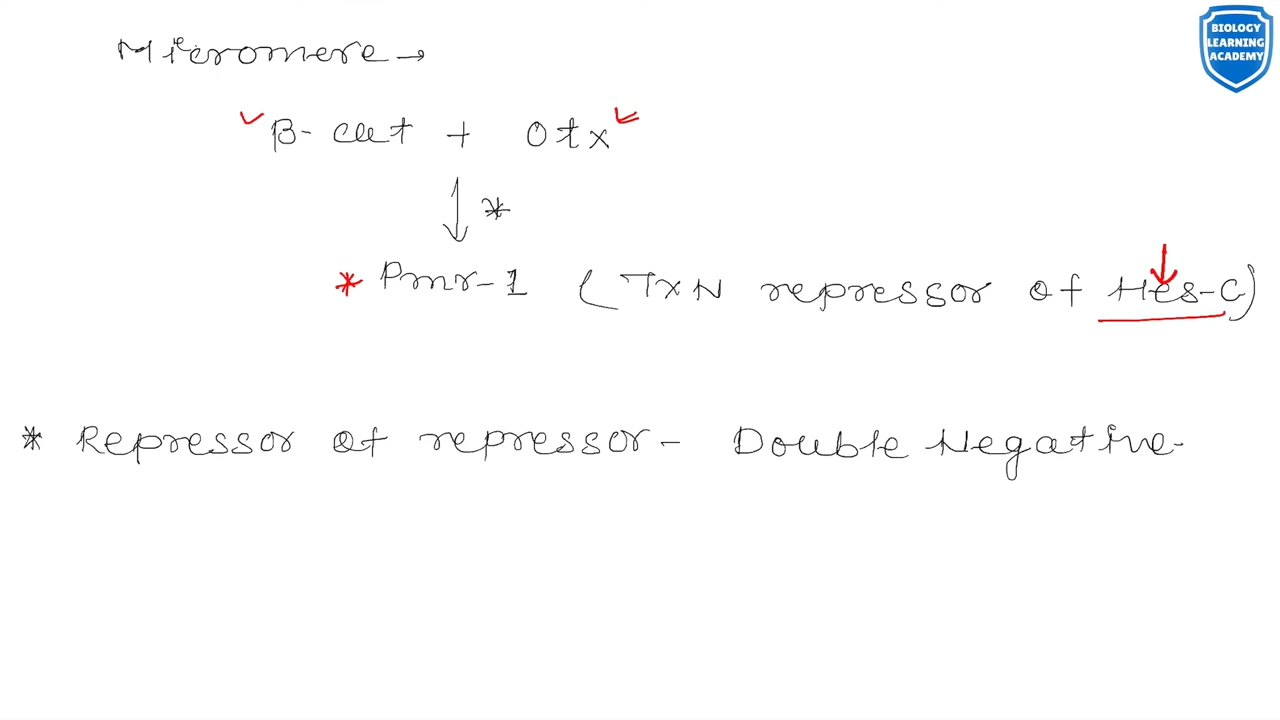 BIOLOGY
LEARNING
ACADEMY
Micromere →
β- cat + Otx
*
* Pmr-1 (TxN repressor of Hes-C)
* Repressor of repressor - Double Negative.